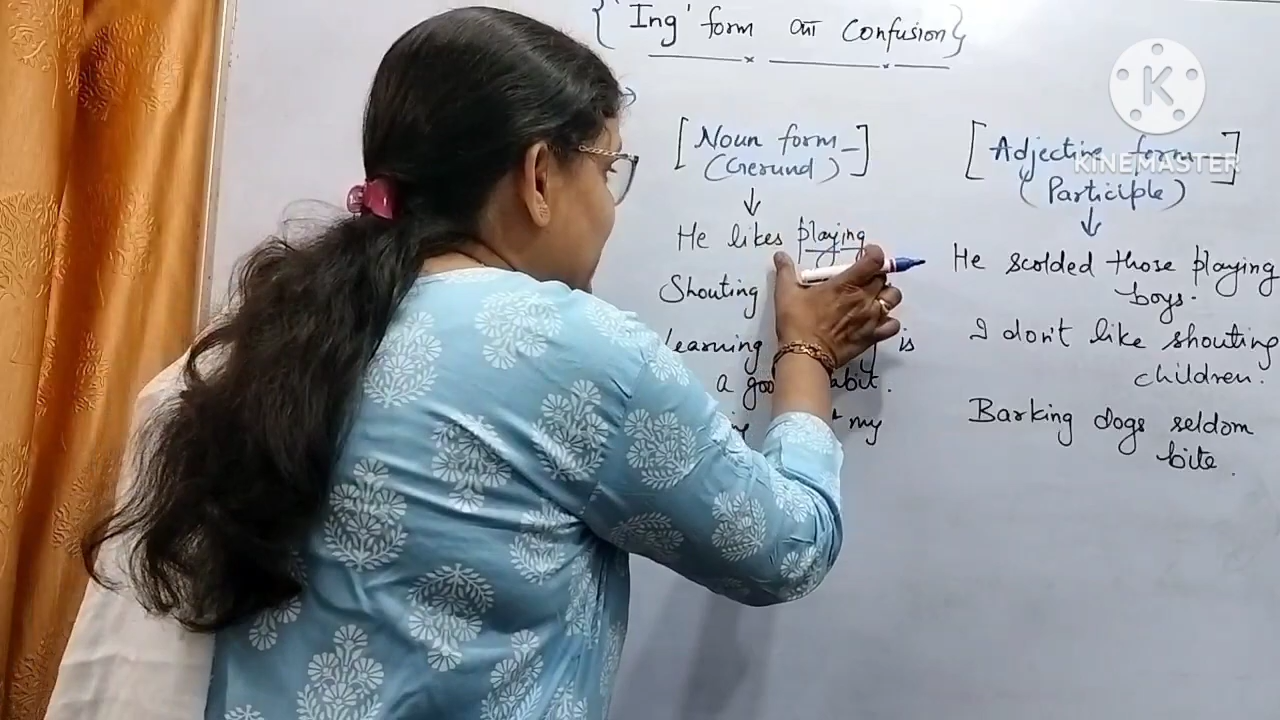 {'Ing' form का Confusion}
[Noun form]
(Gerund)
↓
He likes playing
Shouting
Learning is
a good habit.
my
[Adjective form]
(Participle)
↓
He scolded those playing
boys.
I don't like shouting
children.
Barking dogs seldom
bite.
K
KINEMASTER